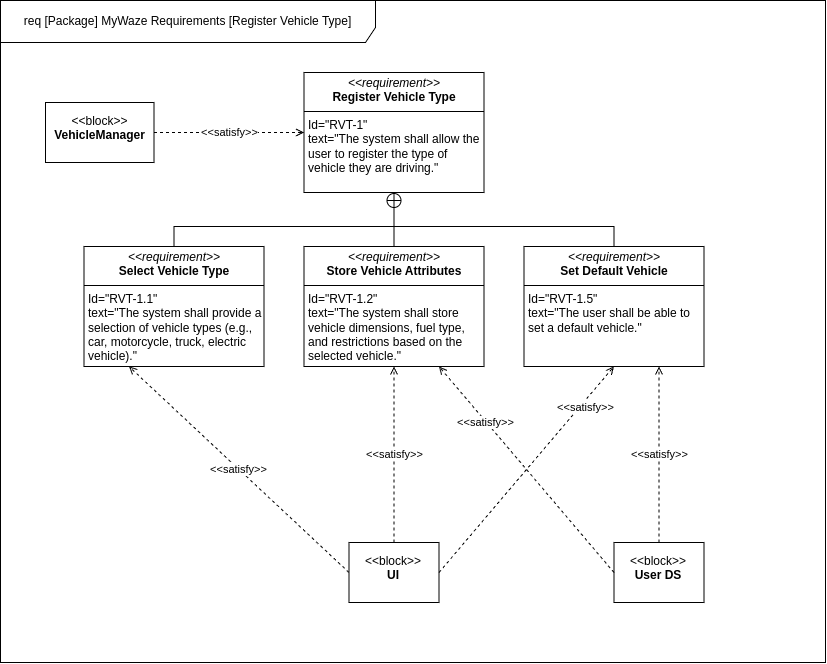 req [Package] MyWaze Requirements [Register Vehicle Type]
<<requirement>>
Register Vehicle Type
Id="RVT-1"
text="The system shall allow the
user to register the type of
vehicle they are driving."
<<block>>
VehicleManager
<<satisfy>>
<<requirement>>
Select Vehicle Type
Id="RVT-1.1"
text="The system shall provide a
selection of vehicle types (e.g.,
car, motorcycle, truck, electric
vehicle)."
<<requirement>>
Store Vehicle Attributes
Id="RVT-1.2"
text="The system shall store
vehicle dimensions, fuel type,
and restrictions based on the
selected vehicle."
<<requirement>>
Set Default Vehicle
Id="RVT-1.5"
text="The user shall be able to
set a default vehicle."
<<satisfy>>
<<satisfy>>
<<satisfy>>
<<satisfy>>
<<satisfy>>
<<block>>
UI
<<block>>
User DS